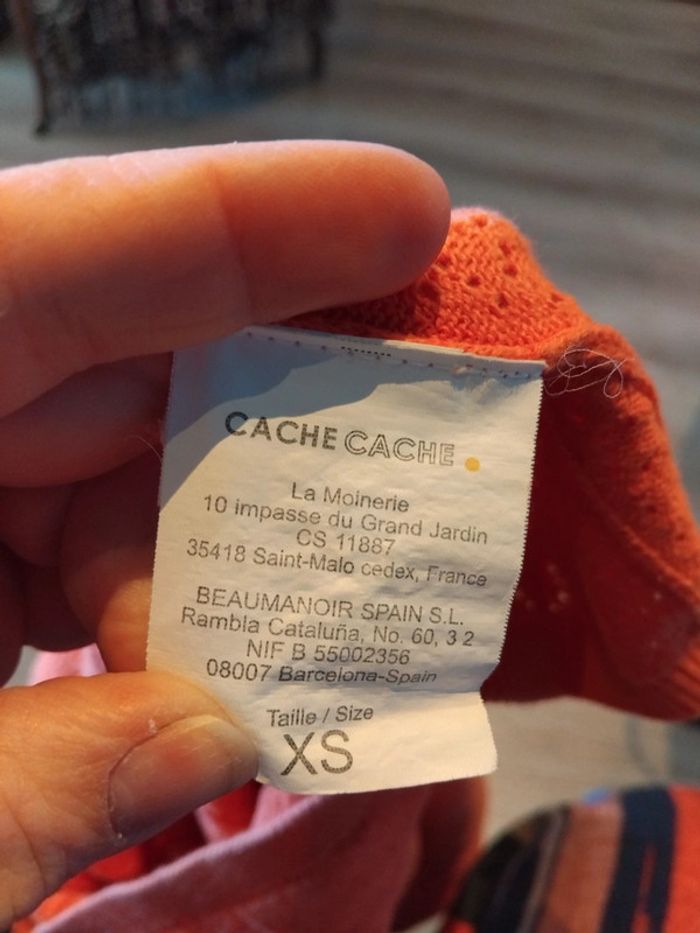 CACHE CACHE
La Moinerie
10 impasse du Grand Jardin
CS 11887
35418 Saint-Malo cedex, France
BEAUMANOIR SPAIN S.L.
Rambla Cataluña, No. 60, 3 2
NIF B 55002356
08007 Barcelona-Spain
Taille / Size
XS